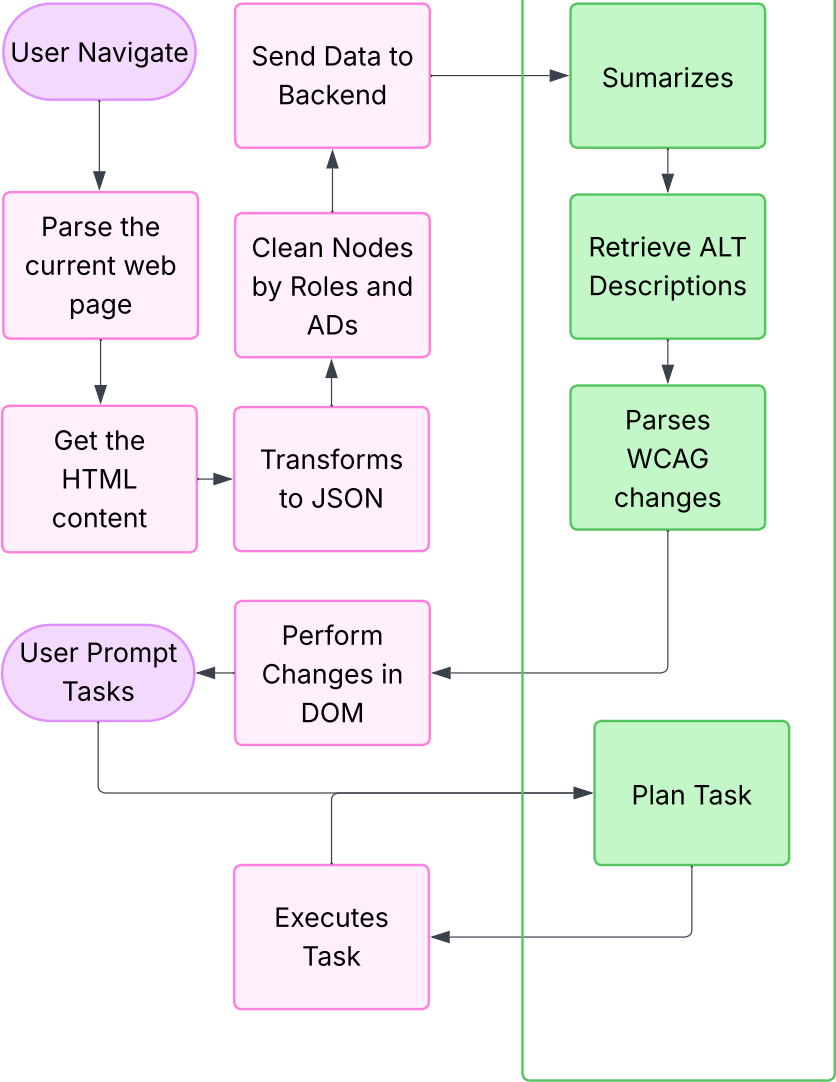 User Navigate
Send Data to
Backend
Sumarizes
Parse the
current web
page
Clean Nodes
by Roles and
ADs
Retrieve ALT
Descriptions
Get the
HTML
content
Transforms
to JSON
Parses
WCAG
changes
User Prompt
Tasks
Perform
Changes in
DOM
Plan Task
Executes
Task